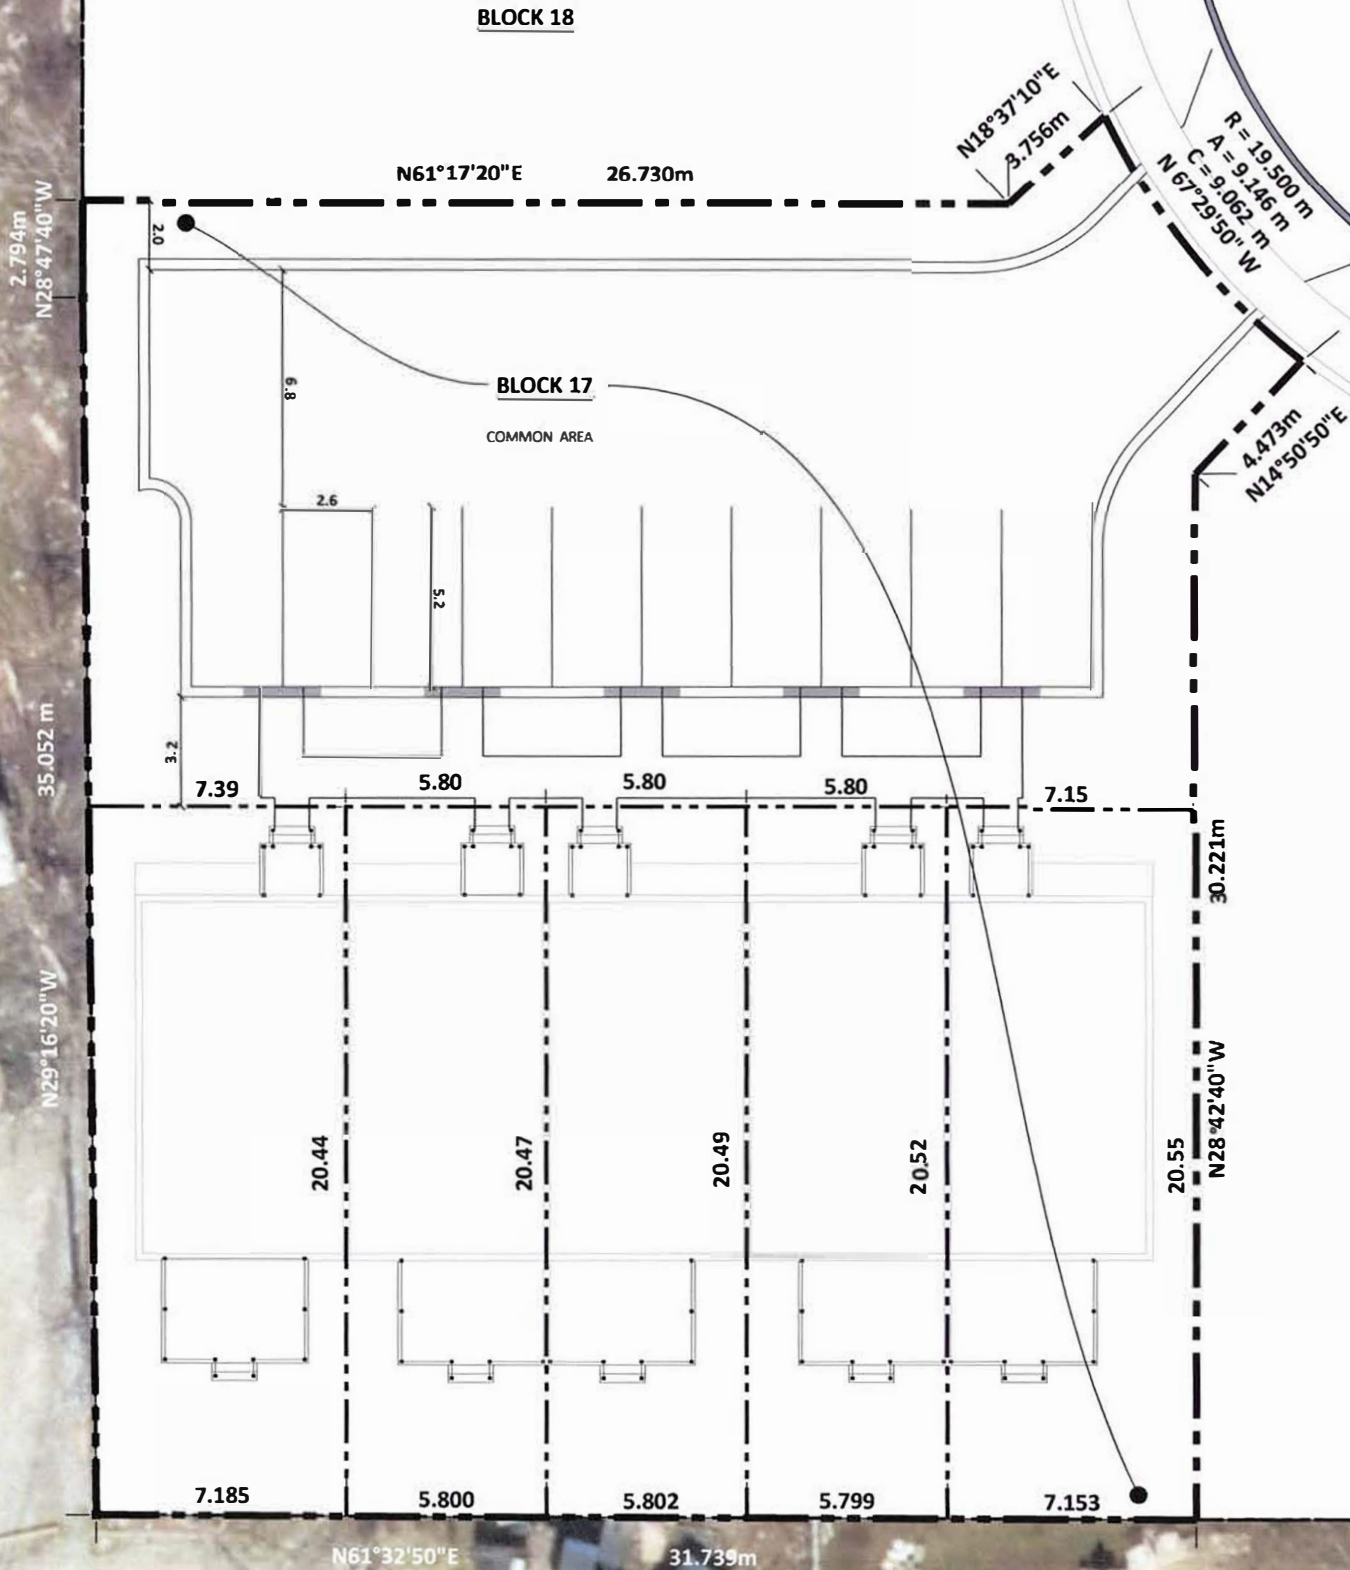 BLOCK 18
N18°37'10"E
3.756m
R = 19.500 m
A = 9.146 m
C = 9.062 m
N 67°29'50" W
N61°17'20"E 26.730m
2.794m
N28°47'40"W
2.0
6.8
BLOCK 17
COMMON AREA
4.473m
N14°50'50"E
2.6
5.2
3.2
35.052 m
N29°16'20"W
7.39
5.80
5.80
5.80
7.15
30.221m
N28°42'40"W
20.44
20.47
20.49
20.52
20.55
7.185
5.800
5.802
5.799
7.153
N61°32'50"E 31.739m